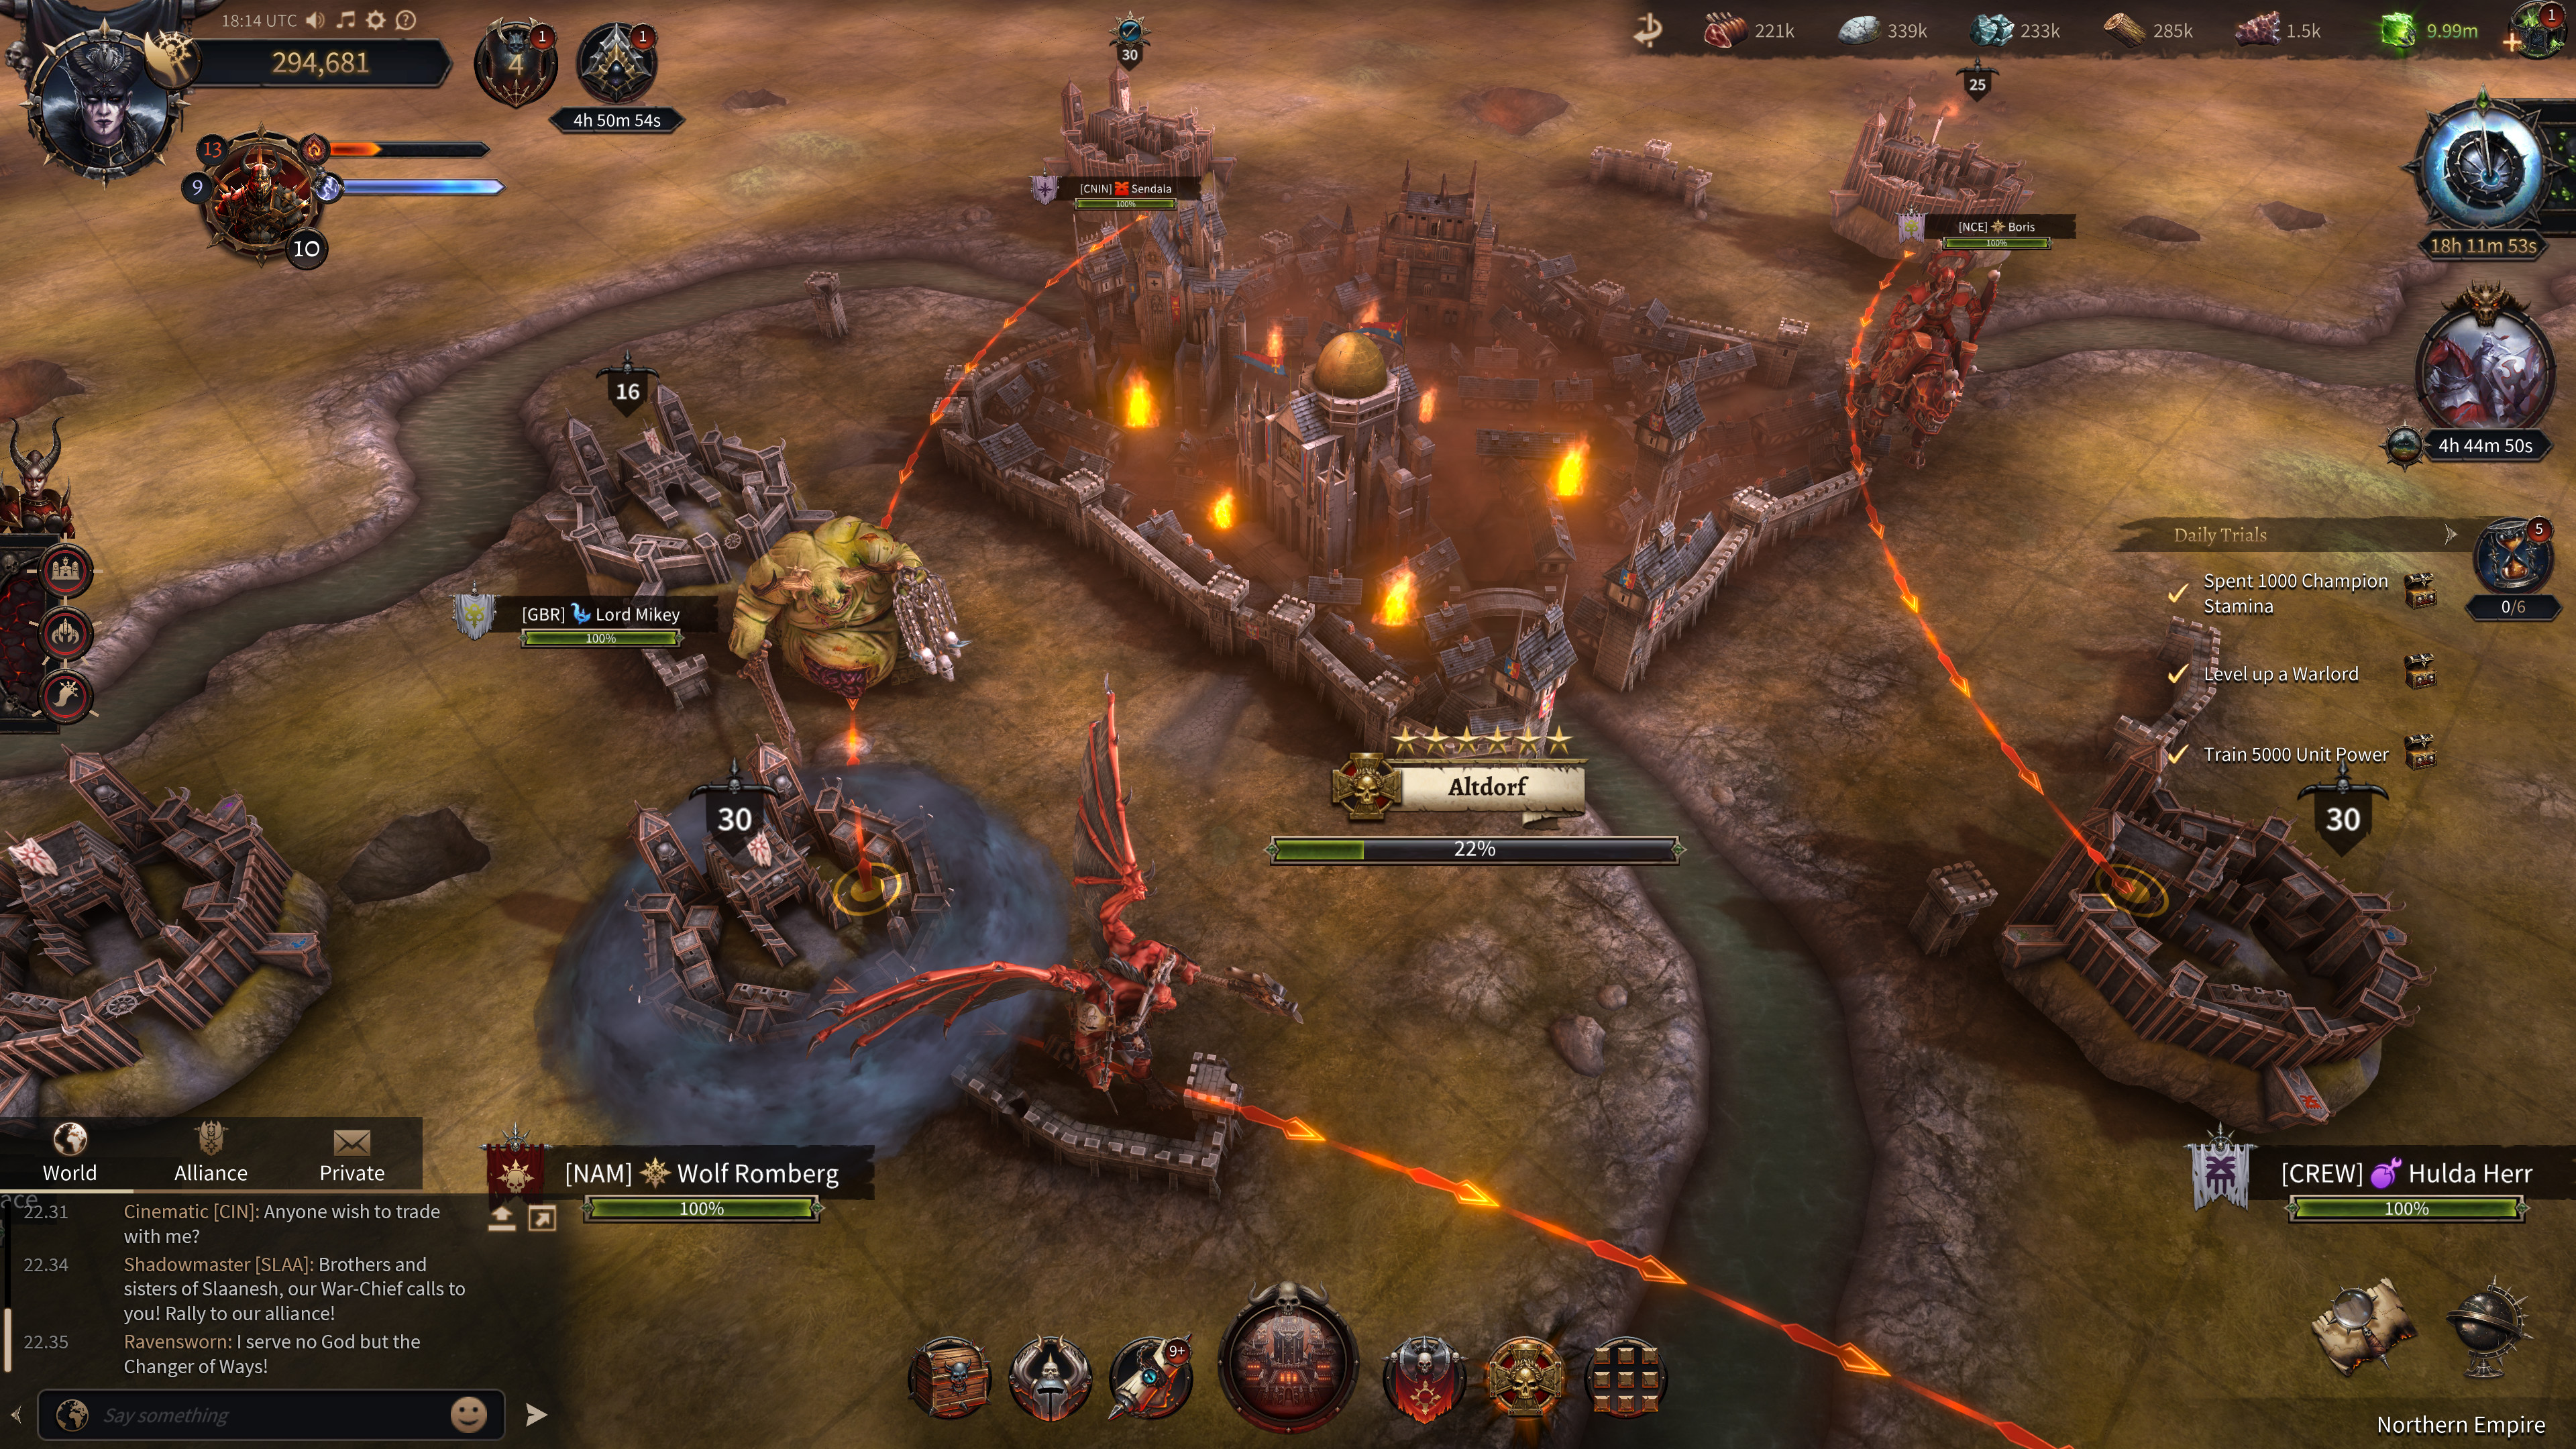 18:14 UTC
294,681
4
1
1
4h 50m 54s
13
9
10
30
221k
339k
233k
285k
1.5k
9.99m
1
25
[CNIN] Sendala
100%
[NCE] Boris
100%
18h 11m 53s
4h 44m 50s
16
[GBR] Lord Mikey
100%
Daily Trials
5
0/6
Spent 1000 Champion
Stamina
Level up a Warlord
Train 5000 Unit Power
Altdorf
22%
30
30
World
Alliance
Private
[NAM] Wolf Romberg
100%
[CREW] Hulda Herr
100%
ace
22.31 Cinematic [CIN]: Anyone wish to trade
with me?
22.34 Shadowmaster [SLAA]: Brothers and
sisters of Slaanesh, our War-Chief calls to
you! Rally to our alliance!
22.35 Ravensworn: I serve no God but the
Changer of Ways!
9+
Say something
Northern Empire